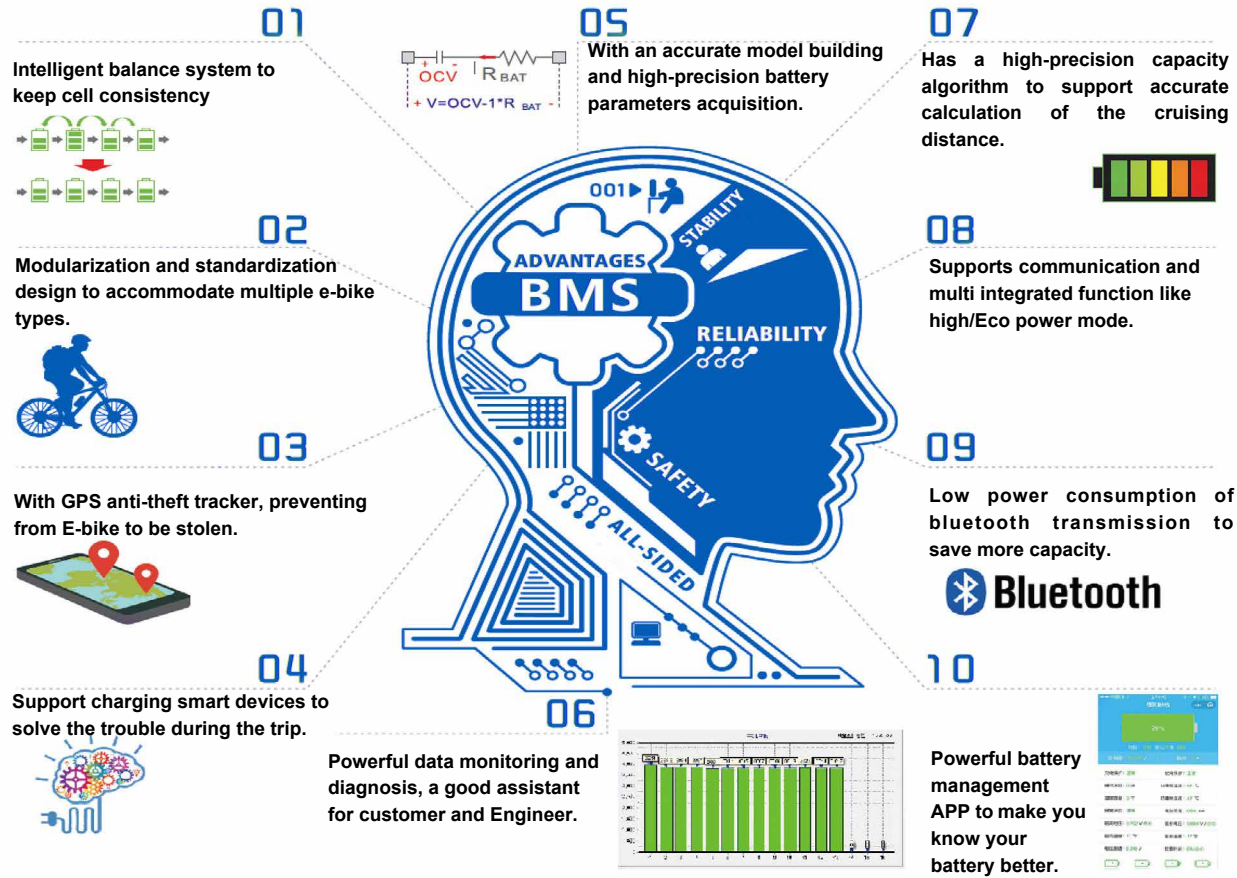 01
Intelligent balance system to
keep cell consistency
02
Modularization and standardization
design to accommodate multiple e-bike
types.
03
With GPS anti-theft tracker, preventing
from E-bike to be stolen.
04
Support charging smart devices to
solve the trouble during the trip.
05
+ -
OCV
R BAT
+ V=OCV-1*R BAT -
With an accurate model building
and high-precision battery
parameters acquisition.
06
Powerful data monitoring and
diagnosis, a good assistant
for customer and Engineer.
07
Has a high-precision capacity
algorithm to support accurate
calculation of the cruising
distance.
08
Supports communication and
multi integrated function like
high/Eco power mode.
09
Low power consumption of
bluetooth transmission to
save more capacity.
Bluetooth
10
Powerful battery
management
APP to make you
know your
battery better.
001
ADVANTAGES
BMS
STABILITY
RELIABILITY
SAFETY
ALL-SIDED